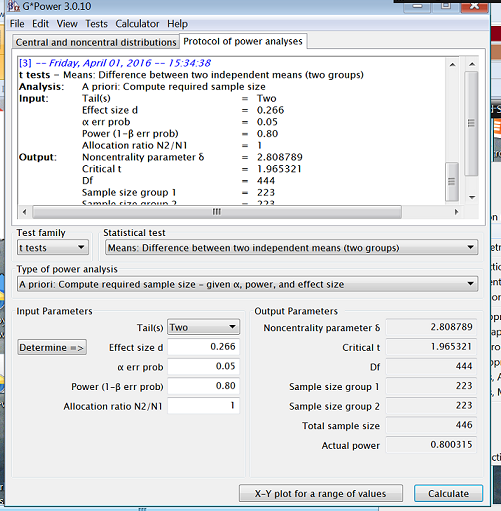 G*Power 3.0.10
File Edit View Tests Calculator Help
Central and noncentral distributions Protocol of power analyses
[3] -- Friday, April 01, 2016 -- 15:34:38
t tests - Means: Difference between two independent means (two groups)
Analysis: A priori: Compute required sample size
Input: Tail(s) = Two
Effect size d = 0.266
α err prob = 0.05
Power (1-β err prob) = 0.80
Allocation ratio N2/N1 = 1
Output: Noncentrality parameter δ = 2.808789
Critical t = 1.965321
Df = 444
Sample size group 1 = 223
Sample size group 2 = 223
Test family Statistical test
t tests Means: Difference between two independent means (two groups)
Type of power analysis
A priori: Compute required sample size - given α, power, and effect size
Input Parameters Output Parameters
Tail(s) Two Noncentrality parameter δ 2.808789
Determine => Effect size d 0.266 Critical t 1.965321
α err prob 0.05 Df 444
Power (1-β err prob) 0.80 Sample size group 1 223
Allocation ratio N2/N1 1 Sample size group 2 223
Total sample size 446
Actual power 0.800315
X-Y plot for a range of values Calculate